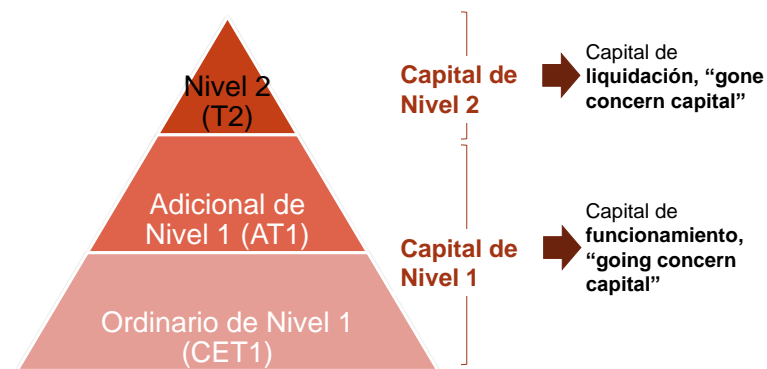 Nivel 2
(T2)
Adicional de
Nivel 1 (AT1)
Ordinario de Nivel 1
(CET1)
Capital de
Nivel 2
Capital de
Nivel 1
Capital de
liquidación, “gone
concern capital”
Capital de
funcionamiento,
“going concern
capital”